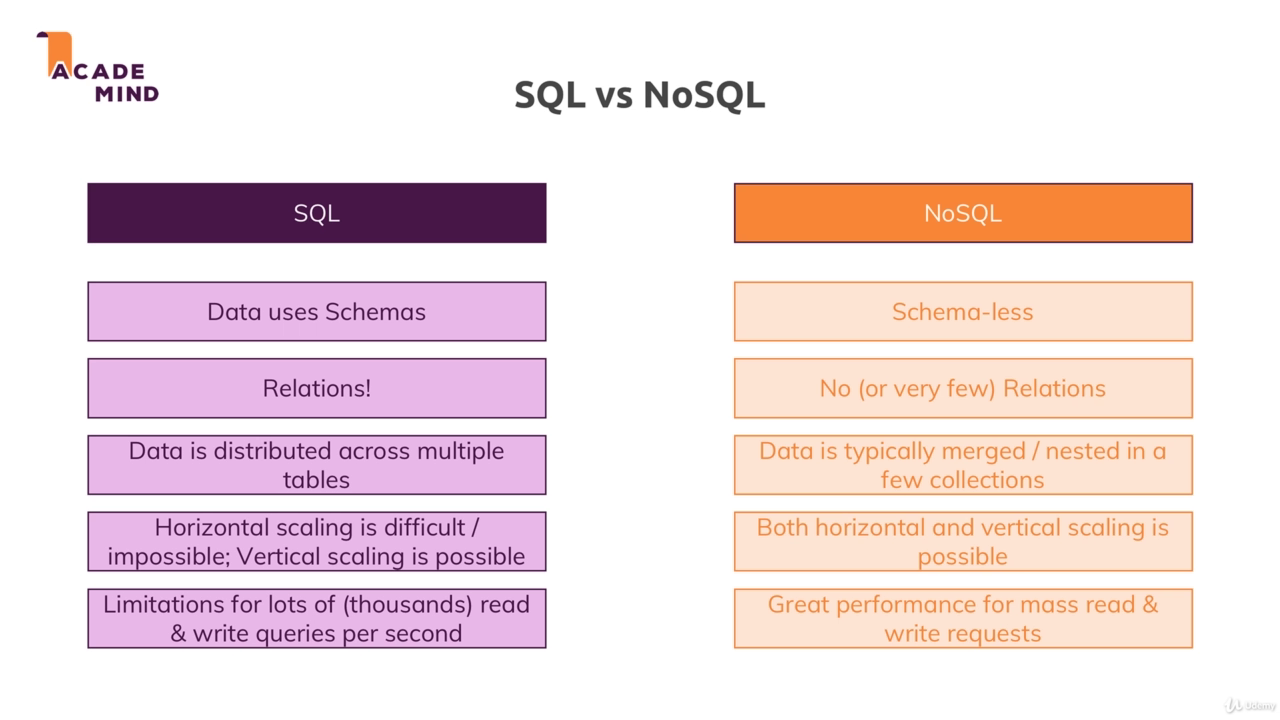 ACADE
MIND
SQL vs NoSQL
SQL
NoSQL
Data uses Schemas
Schema-less
Relations!
No (or very few) Relations
Data is distributed across multiple
tables
Data is typically merged / nested in a
few collections
Horizontal scaling is difficult /
impossible; Vertical scaling is possible
Both horizontal and vertical scaling is
possible
Limitations for lots of (thousands) read
& write queries per second
Great performance for mass read &
write requests
Udemy